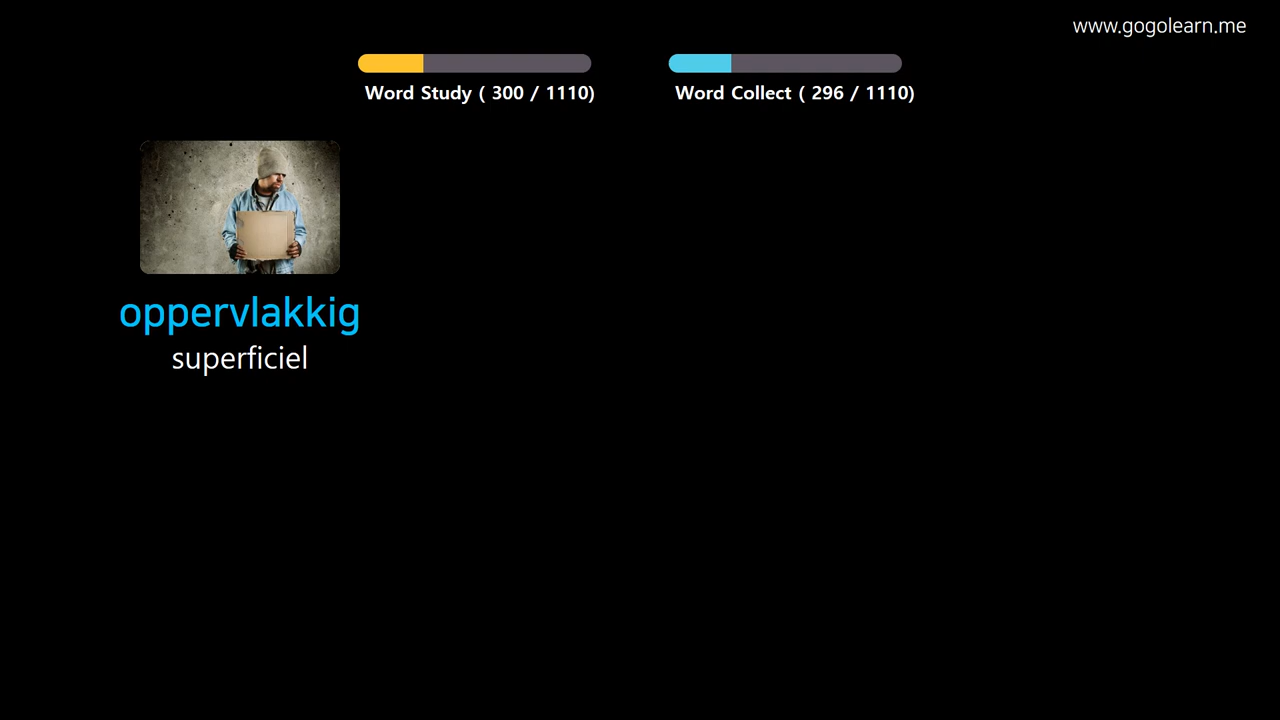 www.gogolearn.me
Word Study ( 300 / 1110)
Word Collect ( 296 / 1110)
oppervlakkig
superficiel